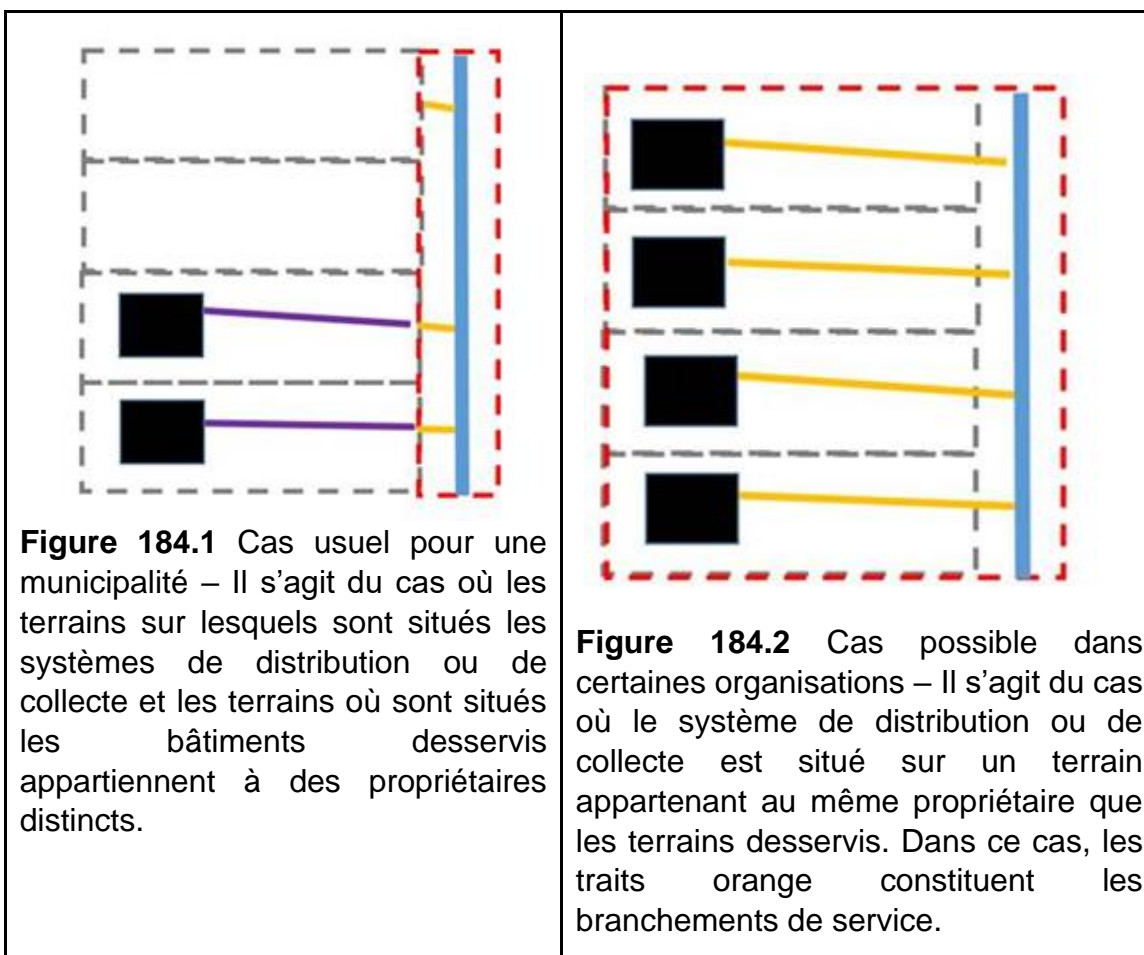 Figure 184.1 Cas usuel pour une
municipalité – Il s’agit du cas où les
terrains sur lesquels sont situés les
systèmes de distribution ou de
collecte et les terrains où sont situés
les bâtiments desservis
appartiennent à des propriétaires
distincts.
Figure 184.2 Cas possible dans
certaines organisations – Il s’agit du cas
où le système de distribution ou de
collecte est situé sur un terrain
appartenant au même propriétaire que
les terrains desservis. Dans ce cas, les
traits orange constituent les
branchements de service.